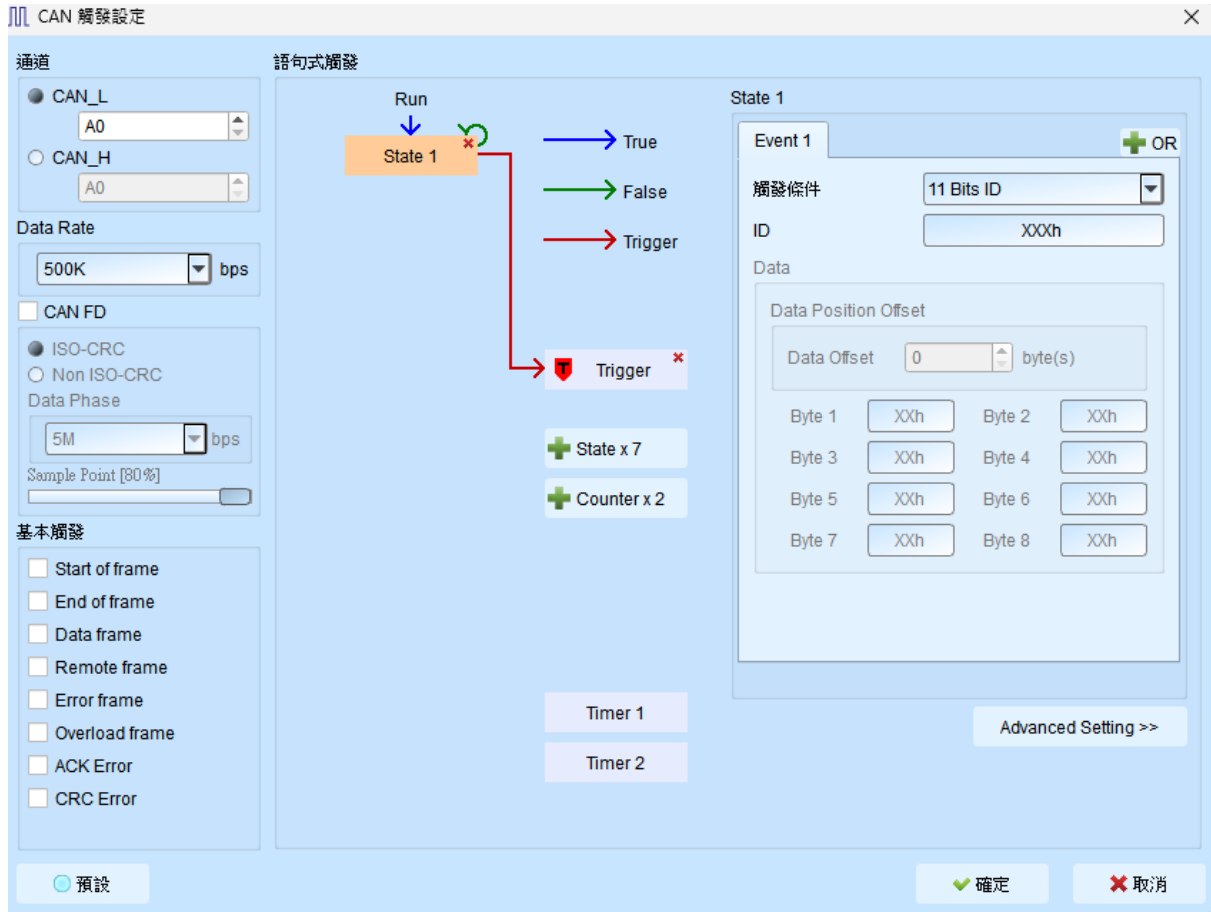 CAN 觸發設定
通道
CAN_L
A0
CAN_H
A0
Data Rate
500K bps
CAN FD
ISO-CRC
Non ISO-CRC
Data Phase
5M bps
Sample Point [80%]
基本觸發
Start of frame
End of frame
Data frame
Remote frame
Error frame
Overload frame
ACK Error
CRC Error
語句式觸發
Run
State 1
True
False
Trigger
T Trigger
State x 7
Counter x 2
Timer 1
Timer 2
State 1
Event 1
OR
觸發條件 11 Bits ID
ID XXXh
Data
Data Position Offset
Data Offset 0 byte(s)
Byte 1 XXh Byte 2 XXh
Byte 3 XXh Byte 4 XXh
Byte 5 XXh Byte 6 XXh
Byte 7 XXh Byte 8 XXh
Advanced Setting >>
預設
確定
取消